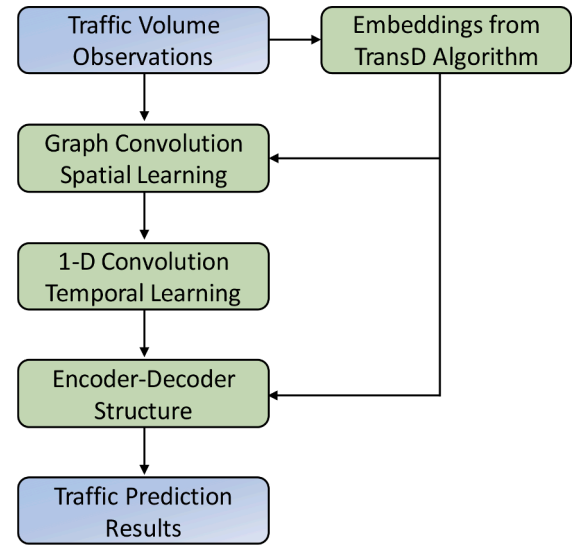 Traffic Volume
Observations
Embeddings from
TransD Algorithm
Graph Convolution
Spatial Learning
1-D Convolution
Temporal Learning
Encoder-Decoder
Structure
Traffic Prediction
Results